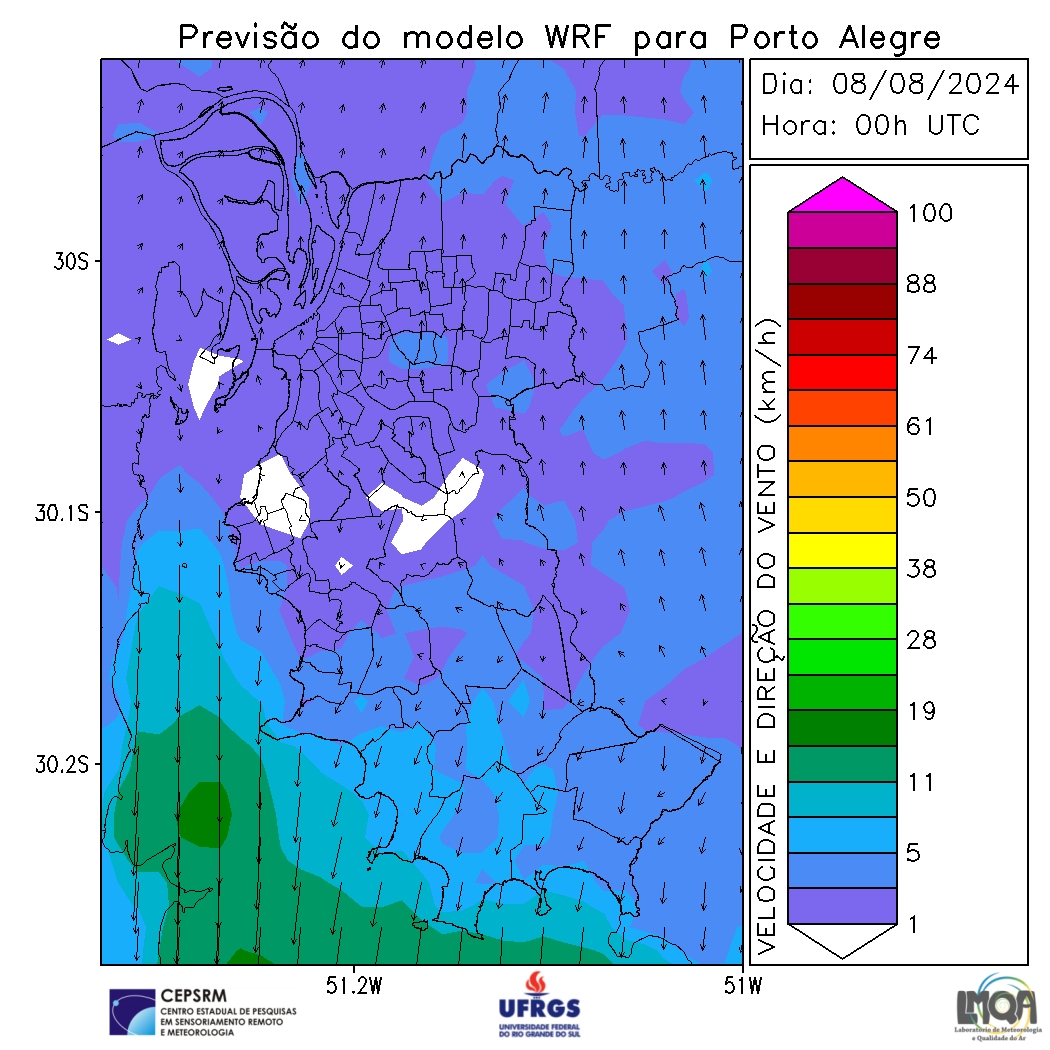 Previsão do modelo WRF para Porto Alegre
Dia: 08/08/2024
Hora: 00h UTC
30S
30.1S
30.2S
51.2W
51W
VELOCIDADE E DIREÇÃO DO VENTO (km/h)
100
88
74
61
50
38
28
19
11
5
1
CEPSRM
CENTRO ESTADUAL DE PESQUISAS
EM SENSORIAMENTO REMOTO
E METEOROLOGIA
UFRGS
UNIVERSIDADE FEDERAL
DO RIO GRANDE DO SUL
LMQA
Laboratório de Meteorologia
e Qualidade do Ar